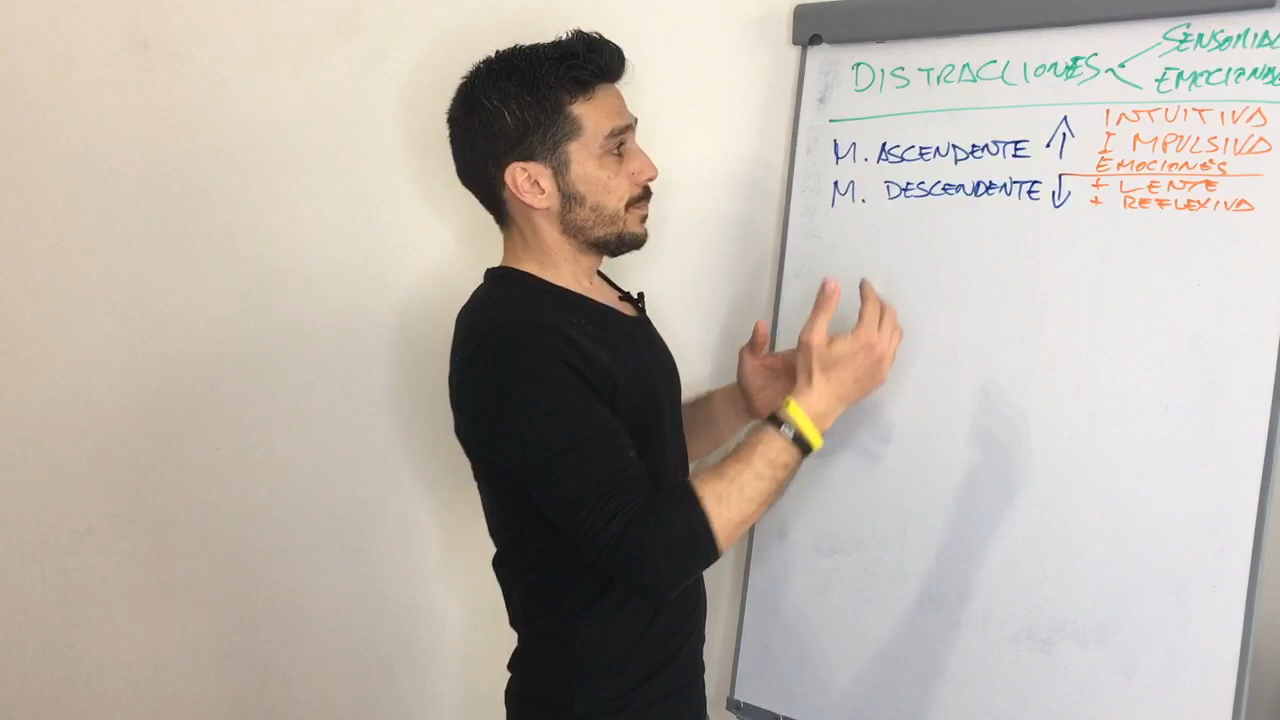 DISTRACCIONES
M. ASCENDENTE ↑
INTUITIVA
IMPULSIVA
EMOCIONES
M. DESCENDENTE ↓
+ LENTE
+ REFLEXIVA